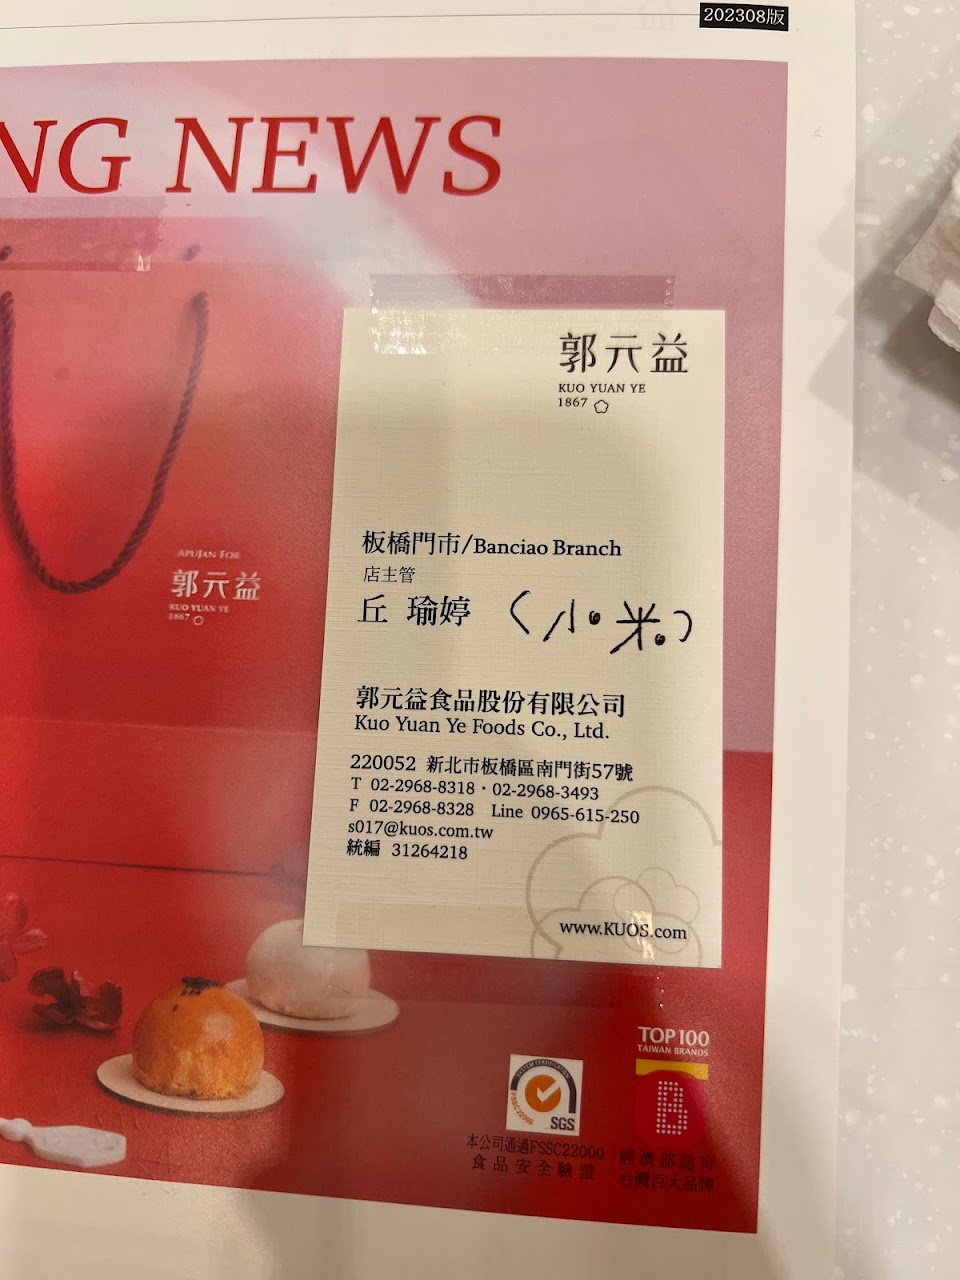 202308版
NG NEWS
郭元益
KUO YUAN YE
1867
APUJAN FOR
郭元益
KUO YUAN YE
1867
板橋門市/Banciao Branch
店主管
丘 瑜婷 (小米)
郭元益食品股份有限公司
Kuo Yuan Ye Foods Co., Ltd.
220052 新北市板橋區南門街57號
T 02-2968-8318・02-2968-3493
F 02-2968-8328 Line 0965-615-250
s017@kuos.com.tw
統編 31264218
www.KUOS.com
TOP100
TAIWAN BRANDS
B
SYSTEM CERTIFICATION
FSSC22000
SGS
本公司通過FSSC22000
食品安全驗證
經濟部認可
台灣百大品牌